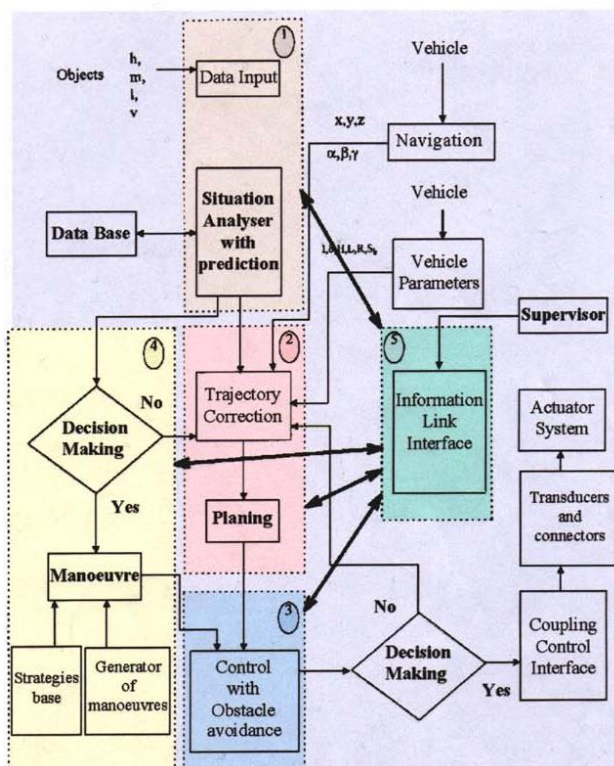 1
Objects
h,
m,
l,
v
Data Input
Vehicle
x,y,z
α,β,γ
Navigation
Situation
Analyser
with
prediction
Data Base
Vehicle
Vehicle
Parameters
Supervisor
4
2
5
Decision
Making
No
Yes
Trajectory
Correction
Information
Link
Interface
Actuator
System
Planing
Transducers
and
connectors
Manoeuvre
Strategies
base
Generator
of
manoeuvres
3
Control
with
Obstacle
avoidance
No
Decision
Making
Yes
Coupling
Control
Interface